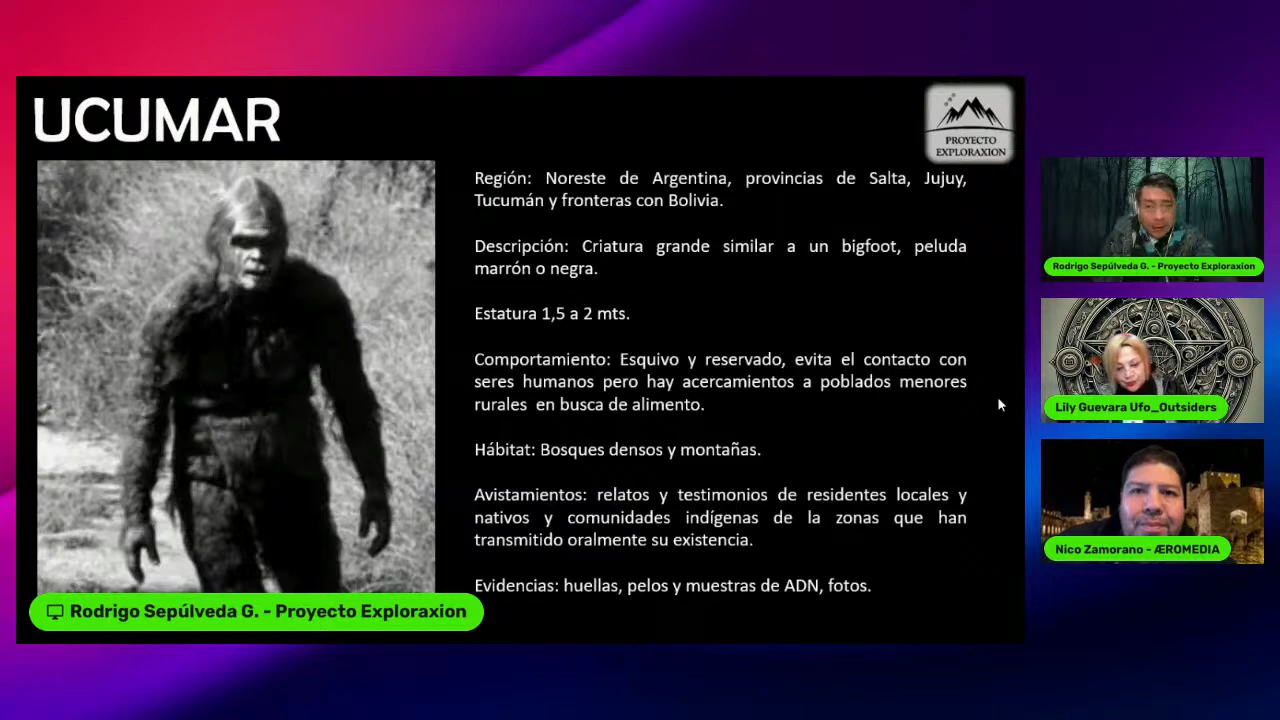 UCUMAR
PROYECTO
EXPLORAXION
Región: Noreste de Argentina, provincias de Salta, Jujuy,
Tucumán y fronteras con Bolivia.
Descripción: Criatura grande similar a un bigfoot, peluda
marrón o negra.
Estatura 1,5 a 2 mts.
Comportamiento: Esquivo y reservado, evita el contacto con
seres humanos pero hay acercamientos a poblados menores
rurales en busca de alimento.
Hábitat: Bosques densos y montañas.
Avistamientos: relatos y testimonios de residentes locales y
nativos y comunidades indígenas de la zonas que han
transmitido oralmente su existencia.
Evidencias: huellas, pelos y muestras de ADN, fotos.
Rodrigo Sepúlveda G. - Proyecto Exploraxion
Rodrigo Sepúlveda G. - Proyecto Exploraxion
Lily Guevara Ufo_Outsiders
Nico Zamorano - ÆROMEDIA